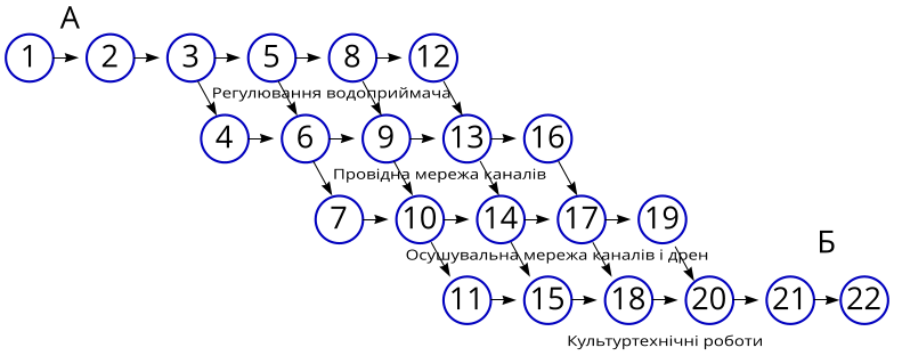 А
1 2 3 5 8 12
Регулювання водоприймача
4 6 9 13 16
Провідна мережа каналів
7 10 14 17 19
Б
Осушувальна мережа каналів і дрен
11 15 18 20 21 22
Культуртехнічні роботи